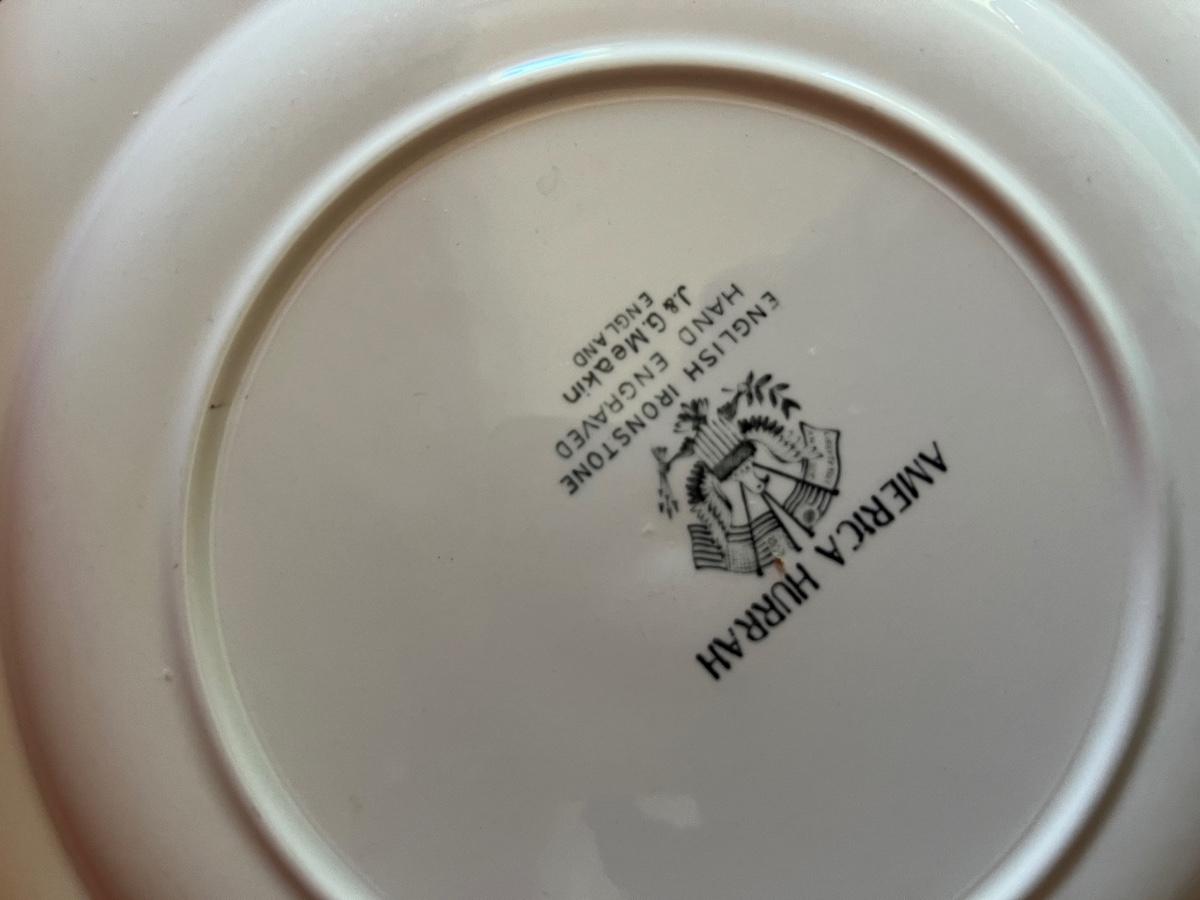 AMERICA HURRAH
ENGLISH IRONSTONE
HAND ENGRAVED
J.& G.Meakin
ENGLAND